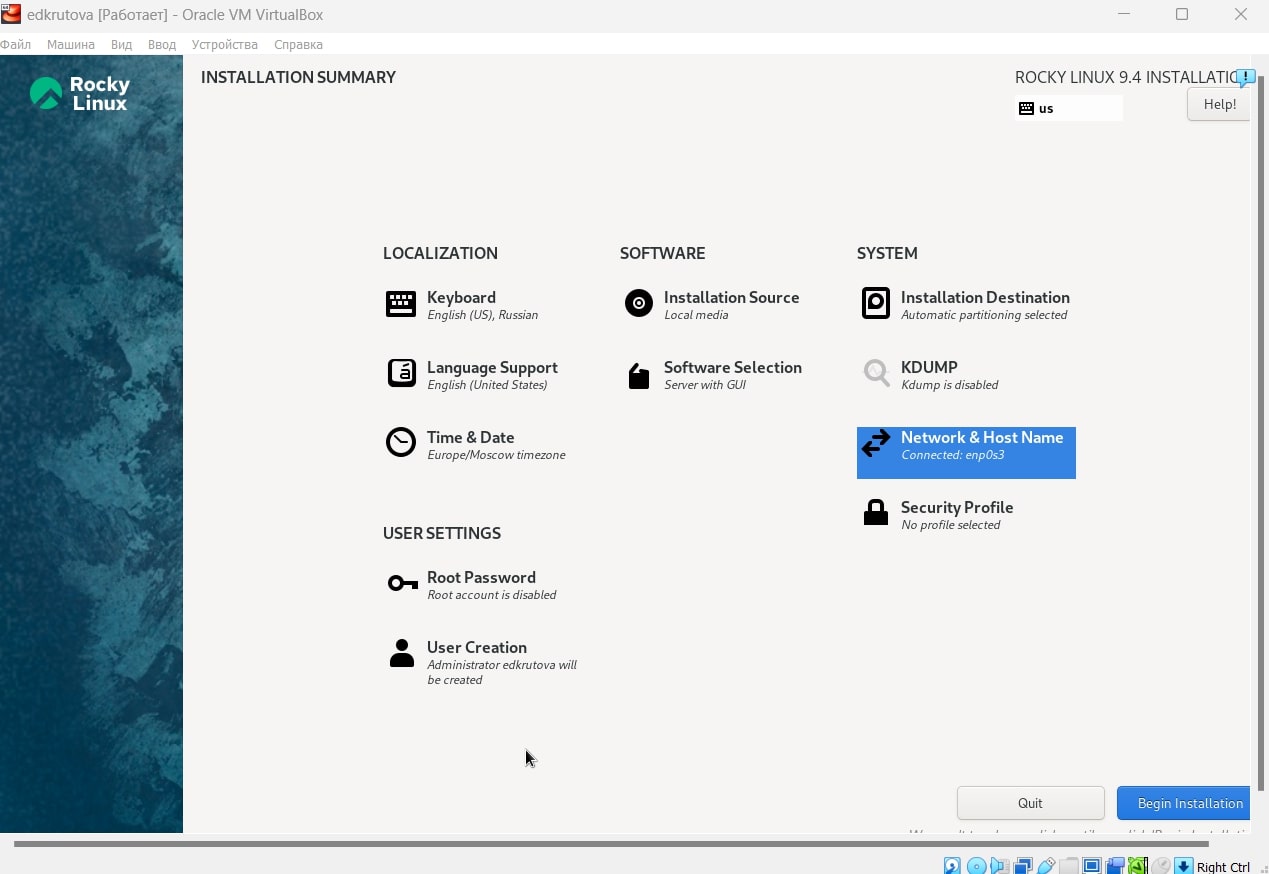 edkrutova [Работает] - Oracle VM VirtualBox
Файл Машина Вид Ввод Устройства Справка
Rocky
Linux
INSTALLATION SUMMARY
ROCKY LINUX 9.4 INSTALLATIO
us
Help!
LOCALIZATION
Keyboard
English (US), Russian
Language Support
English (United States)
Time & Date
Europe/Moscow timezone
SOFTWARE
Installation Source
Local media
Software Selection
Server with GUI
SYSTEM
Installation Destination
Automatic partitioning selected
KDUMP
Kdump is disabled
Network & Host Name
Connected: enp0s3
Security Profile
No profile selected
USER SETTINGS
Root Password
Root account is disabled
User Creation
Administrator edkrutova will
be created
Quit
Begin Installation
Right Ctrl